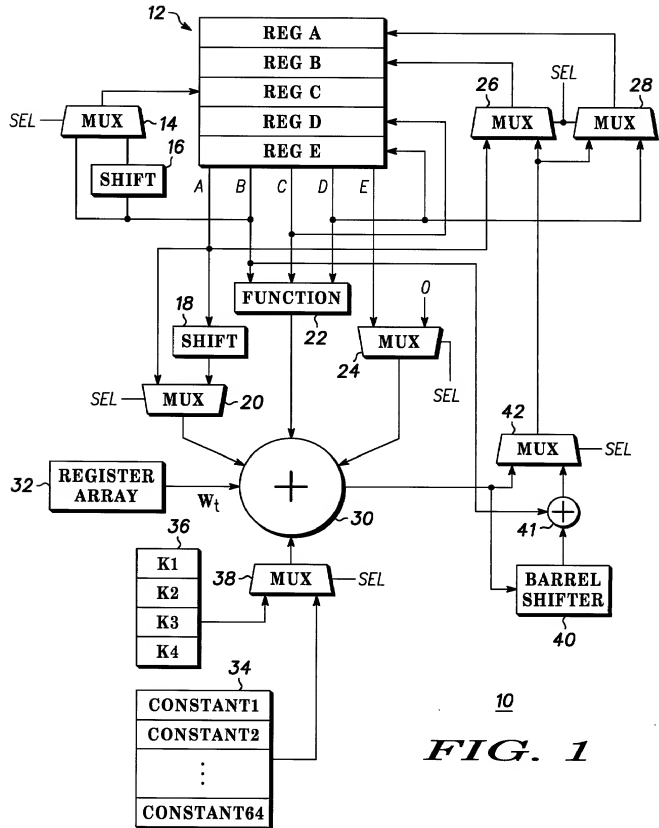 12
REG A
REG B
REG C
REG D
REG E
SEL
MUX
14
16
SHIFT
26
SEL
28
MUX
MUX
A
B
C
D
E
FUNCTION
22
0
18
SHIFT
24
MUX
SEL
SEL
MUX
20
42
MUX
SEL
32
REGISTER
ARRAY
Wt
+
30
+
41
36
K1
K2
K3
K4
38
MUX
SEL
BARREL
SHIFTER
40
34
CONSTANT1
CONSTANT2
⋮
CONSTANT64
10
FIG. 1